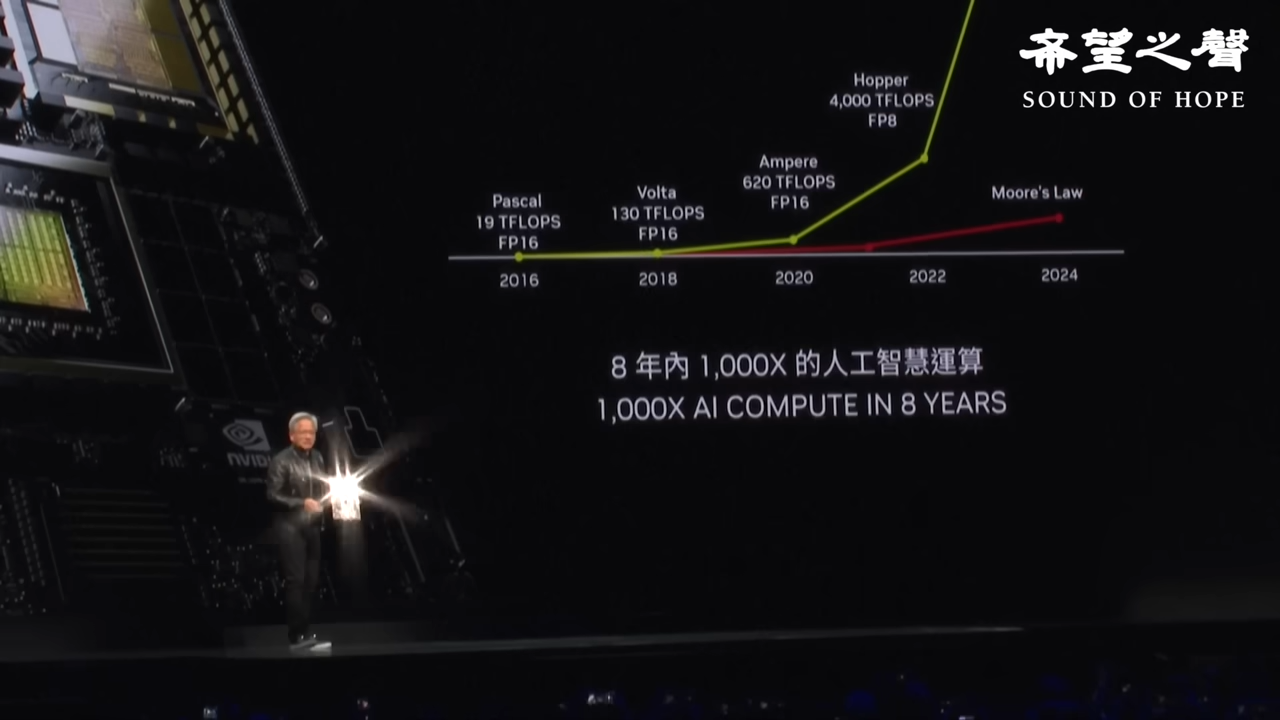 希望之聲
SOUND OF HOPE
Hopper
4,000 TFLOPS
FP8
Ampere
620 TFLOPS
FP16
Volta
130 TFLOPS
FP16
Pascal
19 TFLOPS
FP16
Moore's Law
2016
2018
2020
2022
2024
8 年內 1,000X 的人工智慧運算
1,000X AI COMPUTE IN 8 YEARS